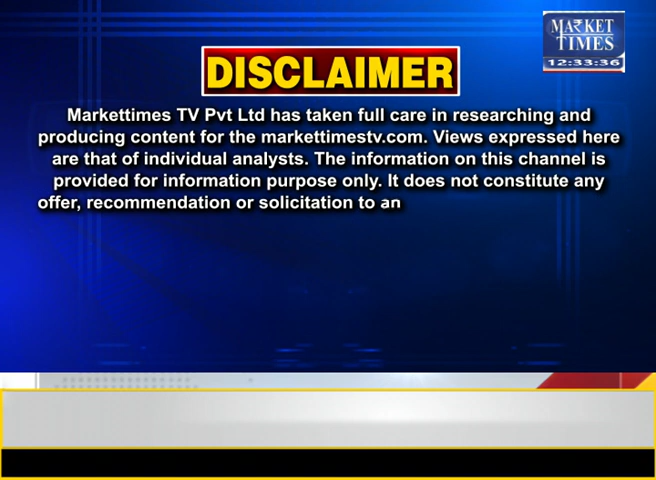 MARKET
TIMES
12:33:36
DISCLAIMER
Markettimes TV Pvt Ltd has taken full care in researching and
producing content for the markettimestv.com. Views expressed here
are that of individual analysts. The information on this channel is
provided for information purpose only. It does not constitute any
offer, recommendation or solicitation to an